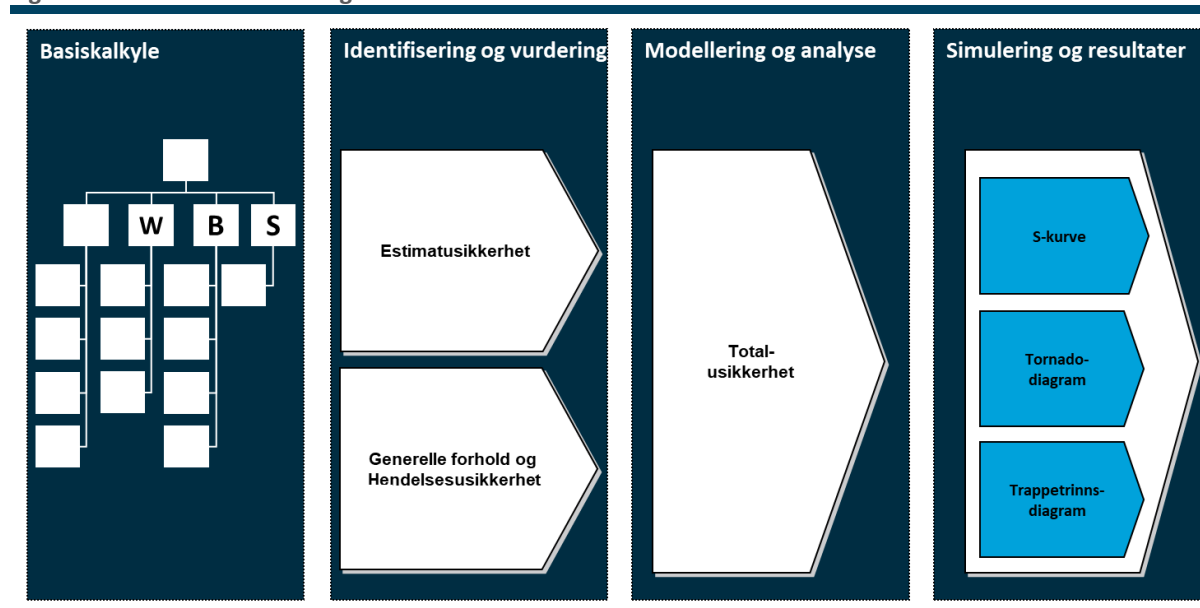 Basiskalkyle
W
B
S
Identifisering og vurdering
Estimatusikkerhet
Generelle forhold og
Hendelsesusikkerhet
Modellering og analyse
Total-
usikkerhet
Simulering og resultater
S-kurve
Tornado-
diagram
Trappetrinns-
diagram